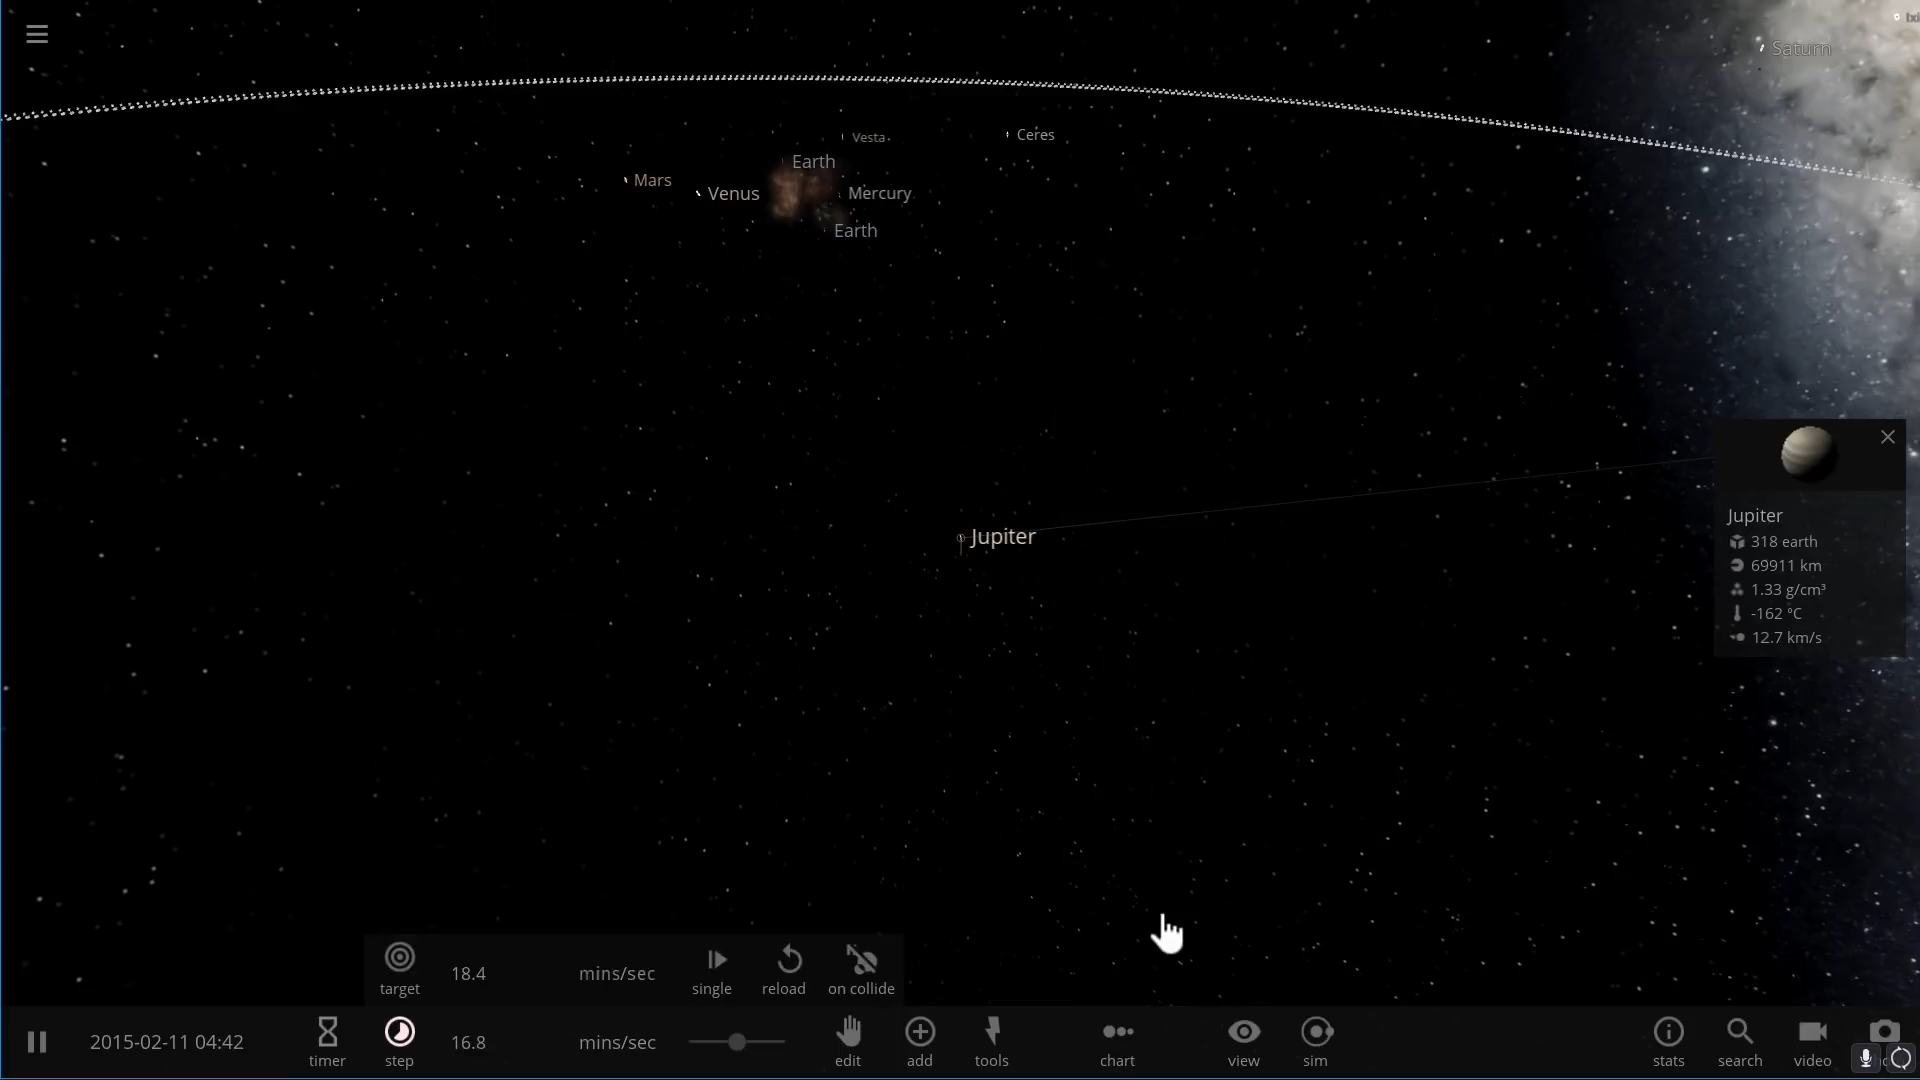 Saturn
Vesta
Ceres
Earth
Mars
Venus
Mercury
Earth
Jupiter
Jupiter
318 earth
69911 km
1.33 g/cm³
-162 °C
12.7 km/s
target
18.4
mins/sec
single
reload
on collide
2015-02-11 04:42
timer
step
16.8
mins/sec
edit
add
tools
chart
view
sim
stats
search
video